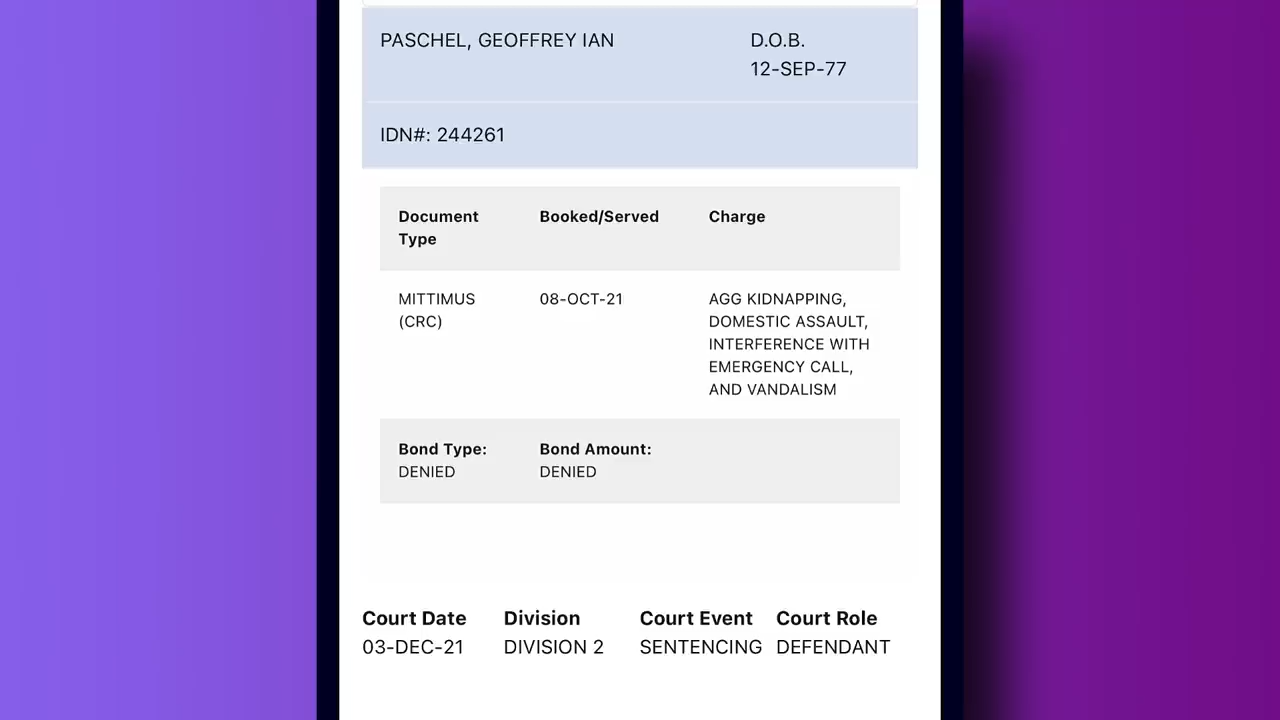 PASCHEL, GEOFFREY IAN D.O.B.
12-SEP-77
IDN#: 244261
Document Type Booked/Served Charge
MITTIMUS (CRC) 08-OCT-21 AGG KIDNAPPING,
DOMESTIC ASSAULT,
INTERFERENCE WITH
EMERGENCY CALL,
AND VANDALISM
Bond Type: Bond Amount:
DENIED DENIED
Court Date Division Court Event Court Role
03-DEC-21 DIVISION 2 SENTENCING DEFENDANT